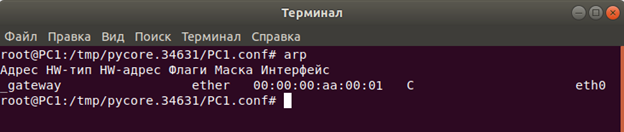 Терминал
Файл Правка Вид Поиск Терминал Справка
root@PC1:/tmp/pycore.34631/PC1.conf# arp
Адрес HW-тип HW-адрес Флаги Маска Интерфейс
_gateway ether 00:00:00:aa:00:01 C eth0
root@PC1:/tmp/pycore.34631/PC1.conf#